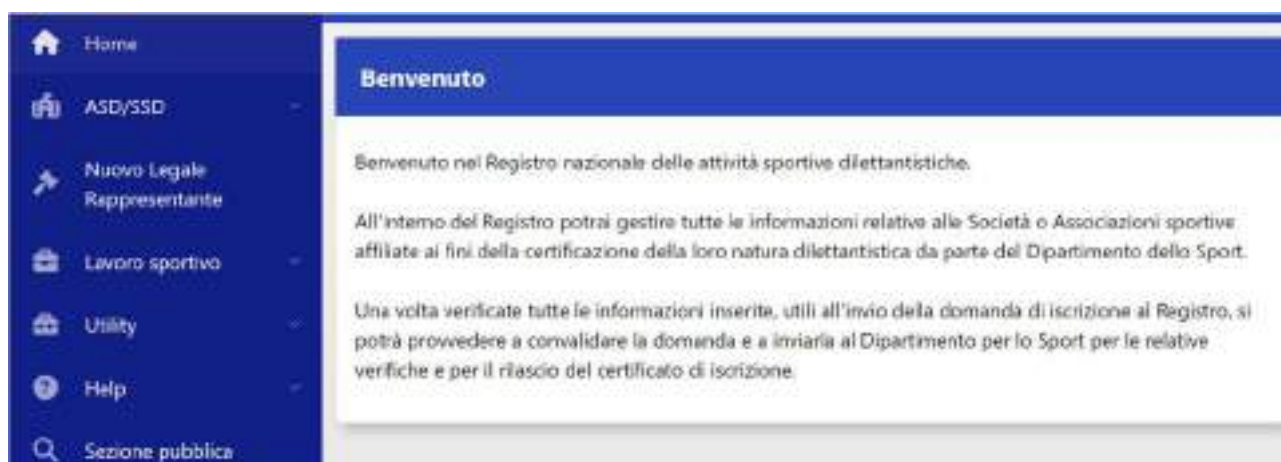 Home
ASD/SSD
Nuovo Legale
Rappresentante
Lavoro sportivo
Utility
Help
Sezione pubblica
Benvenuto
Benvenuto nel Registro nazionale delle attività sportive dilettantistiche.
All'interno del Registro potrai gestire tutte le informazioni relative alle Società o Associazioni sportive
affiliate ai fini della certificazione della loro natura dilettantistica da parte del Dipartimento dello Sport.
Una volta verificate tutte le informazioni inserite, utili all'invio della domanda di iscrizione al Registro, si
potrà provvedere a convalidare la domanda e a inviarla al Dipartimento per lo Sport per le relative
verifiche e per il rilascio del certificato di iscrizione.